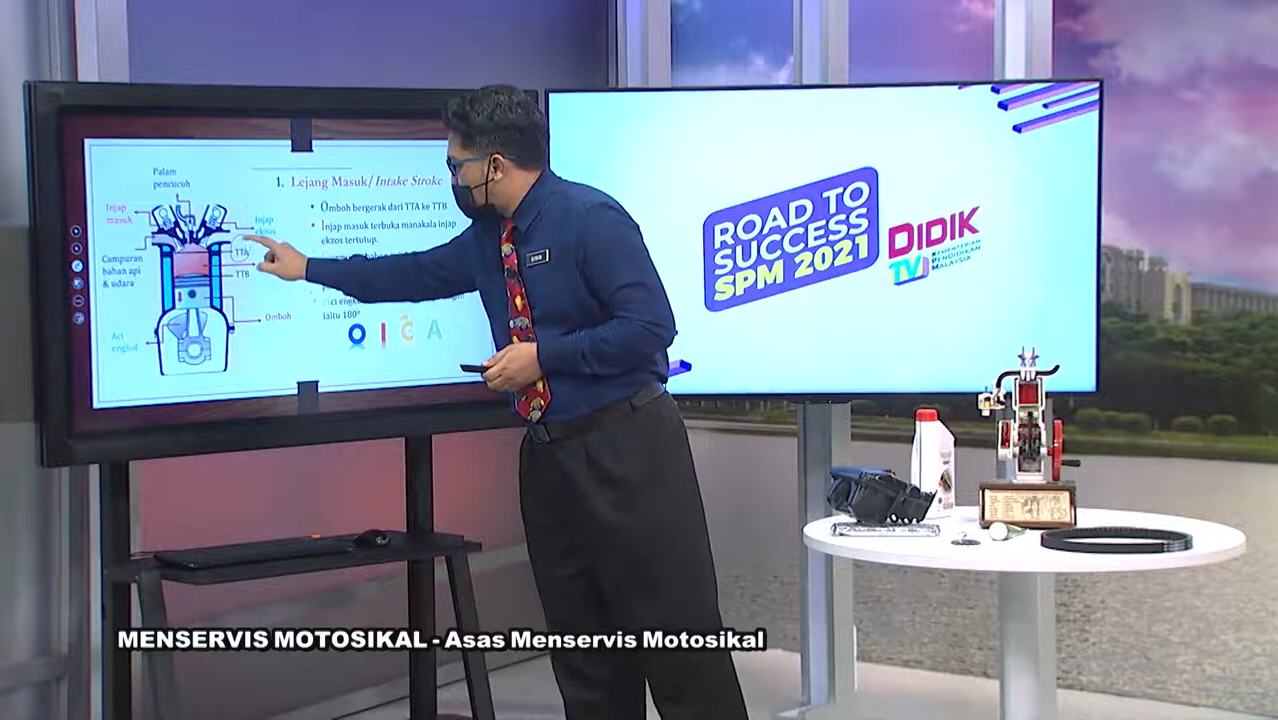 Palam
pencucuh
Injap
masuk
Injap
ekzos
TTA
Campuran
bahan api
& udara
TTB
Omboh
Aci
engkol
1. Lejang Masuk/Intake Stroke
• Omboh bergerak dari TTA ke TTB
• Injap masuk terbuka manakala injap
ekzos tertutup.
iaitu 180°
O I C A
ROAD TO
SUCCESS
SPM 2021
DIDIK
TV
KEMENTERIAN
PENDIDIKAN
MALAYSIA
MENSERVIS MOTOSIKAL - Asas Menservis Motosikal